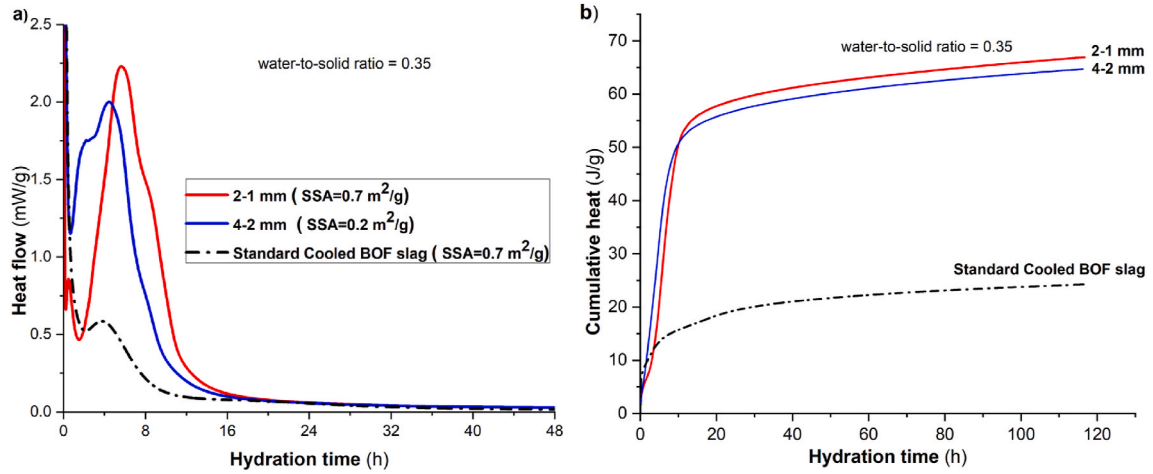 a)
2.5
2.0
1.5
1.0
0.5
0.0
Heat flow (mW/g)
water-to-solid ratio = 0.35
2-1 mm ( SSA=0.7 m²/g)
4-2 mm ( SSA=0.2 m²/g)
Standard Cooled BOF slag ( SSA=0.7 m²/g)
0 8 16 24 32 40 48
Hydration time (h)
b)
70
60
50
40
30
20
10
0
Cumulative heat (J/g)
water-to-solid ratio = 0.35
2-1 mm
4-2 mm
Standard Cooled BOF slag
0 20 40 60 80 100 120
Hydration time (h)